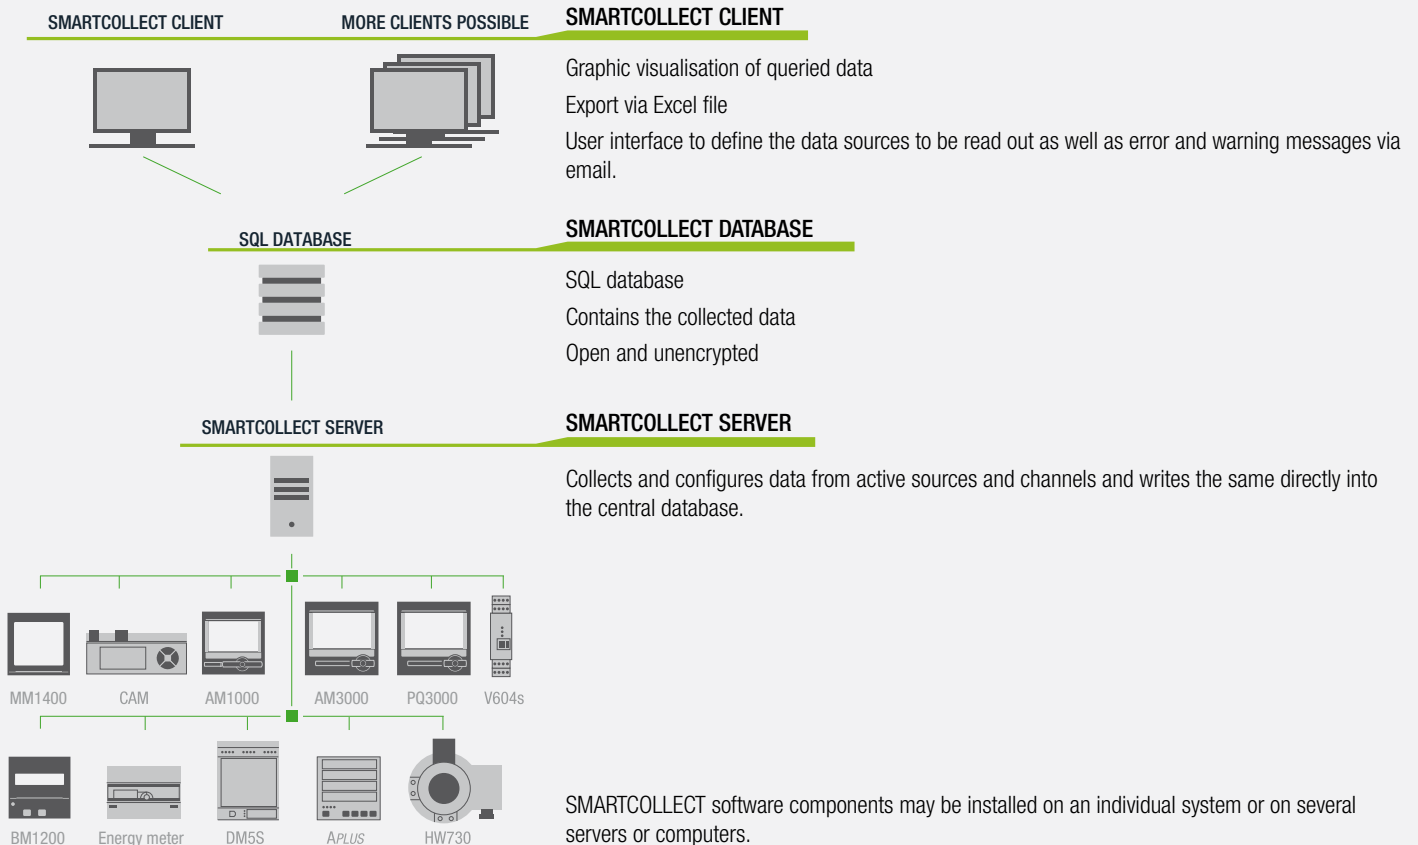 SMARTCOLLECT CLIENT
MORE CLIENTS POSSIBLE
SMARTCOLLECT CLIENT
Graphic visualisation of queried data
Export via Excel file
User interface to define the data sources to be read out as well as error and warning messages via
email.
SQL DATABASE
SMARTCOLLECT DATABASE
SQL database
Contains the collected data
Open and unencrypted
SMARTCOLLECT SERVER
SMARTCOLLECT SERVER
Collects and configures data from active sources and channels and writes the same directly into
the central database.
MM1400
CAM
AM1000
AM3000
PQ3000
V604s
BM1200
Energy meter
DM5S
APLUS
HW730
SMARTCOLLECT software components may be installed on an individual system or on several
servers or computers.